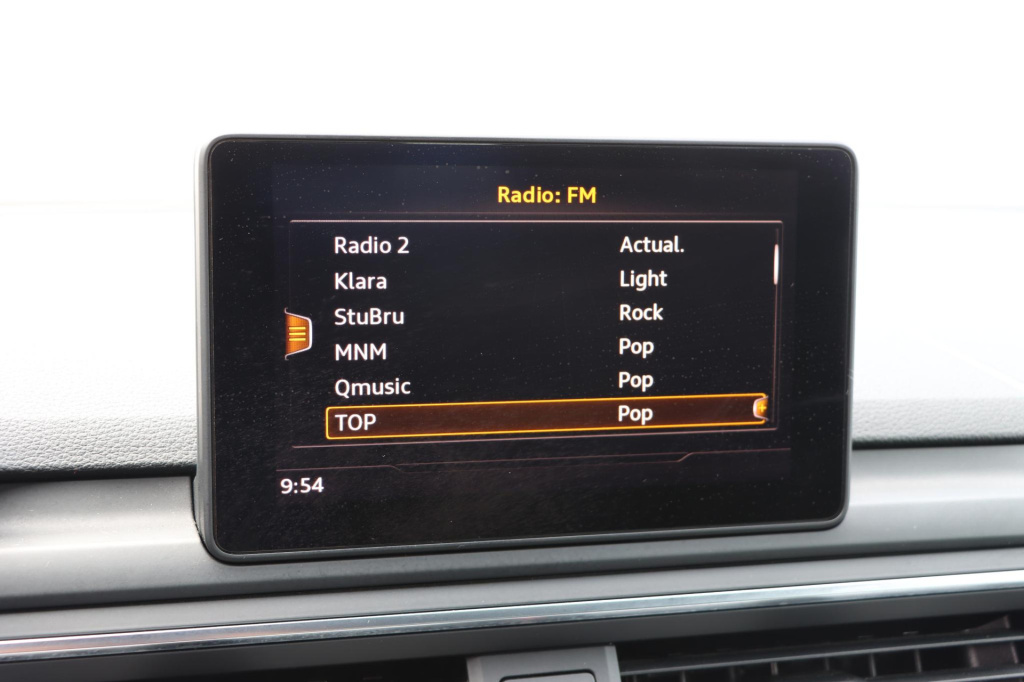 Radio: FM
Radio 2 Actual.
Klara Light
StuBru Rock
MNM Pop
Qmusic Pop
TOP Pop
9:54